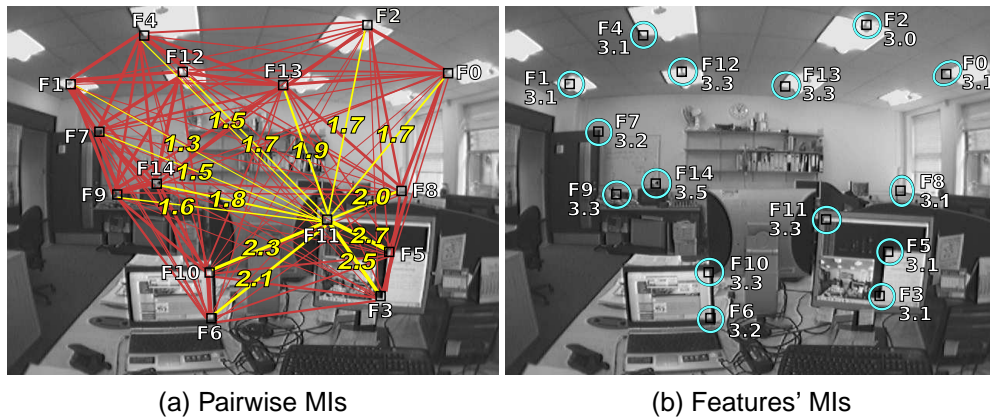 F4
F2
F12
F13
F0
F1
1.5
1.7
1.7
F7
1.3
1.7
1.9
F14
1.5
F9
1.6
1.8
2.0
F8
F11
2.3
2.7
F5
F10
2.5
2.1
F3
F6
(a) Pairwise MIs
F4
3.1
F2
3.0
F12
3.3
F13
3.3
F0
3.1
F1
3.1
F7
3.2
F14
3.5
F9
3.3
F8
3.1
F11
3.3
F5
3.1
F10
3.3
F3
3.1
F6
3.2
(b) Features' MIs